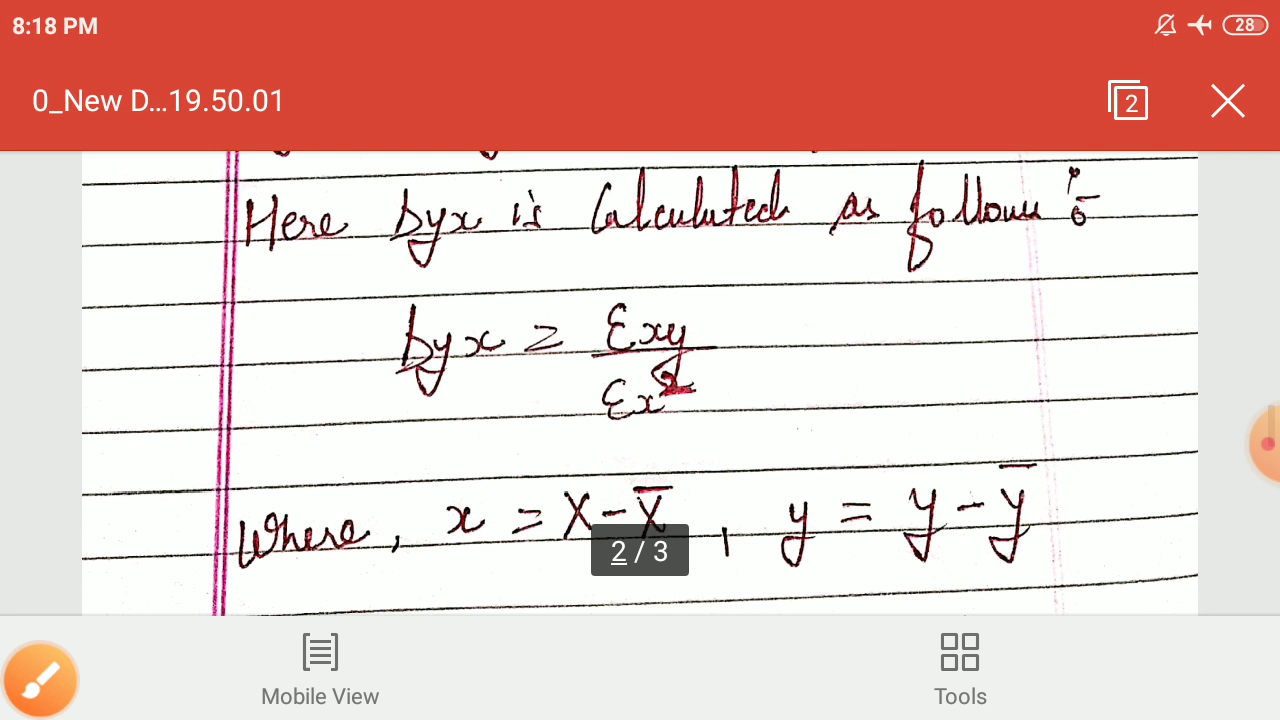 8:18 PM
28
0_New D...19.50.01
2
Here byx is Calculated as follows :-
byx = Σxy / Σx²
Where, x = X - X̅ , y = y - y̅
2 / 3
Mobile View
Tools